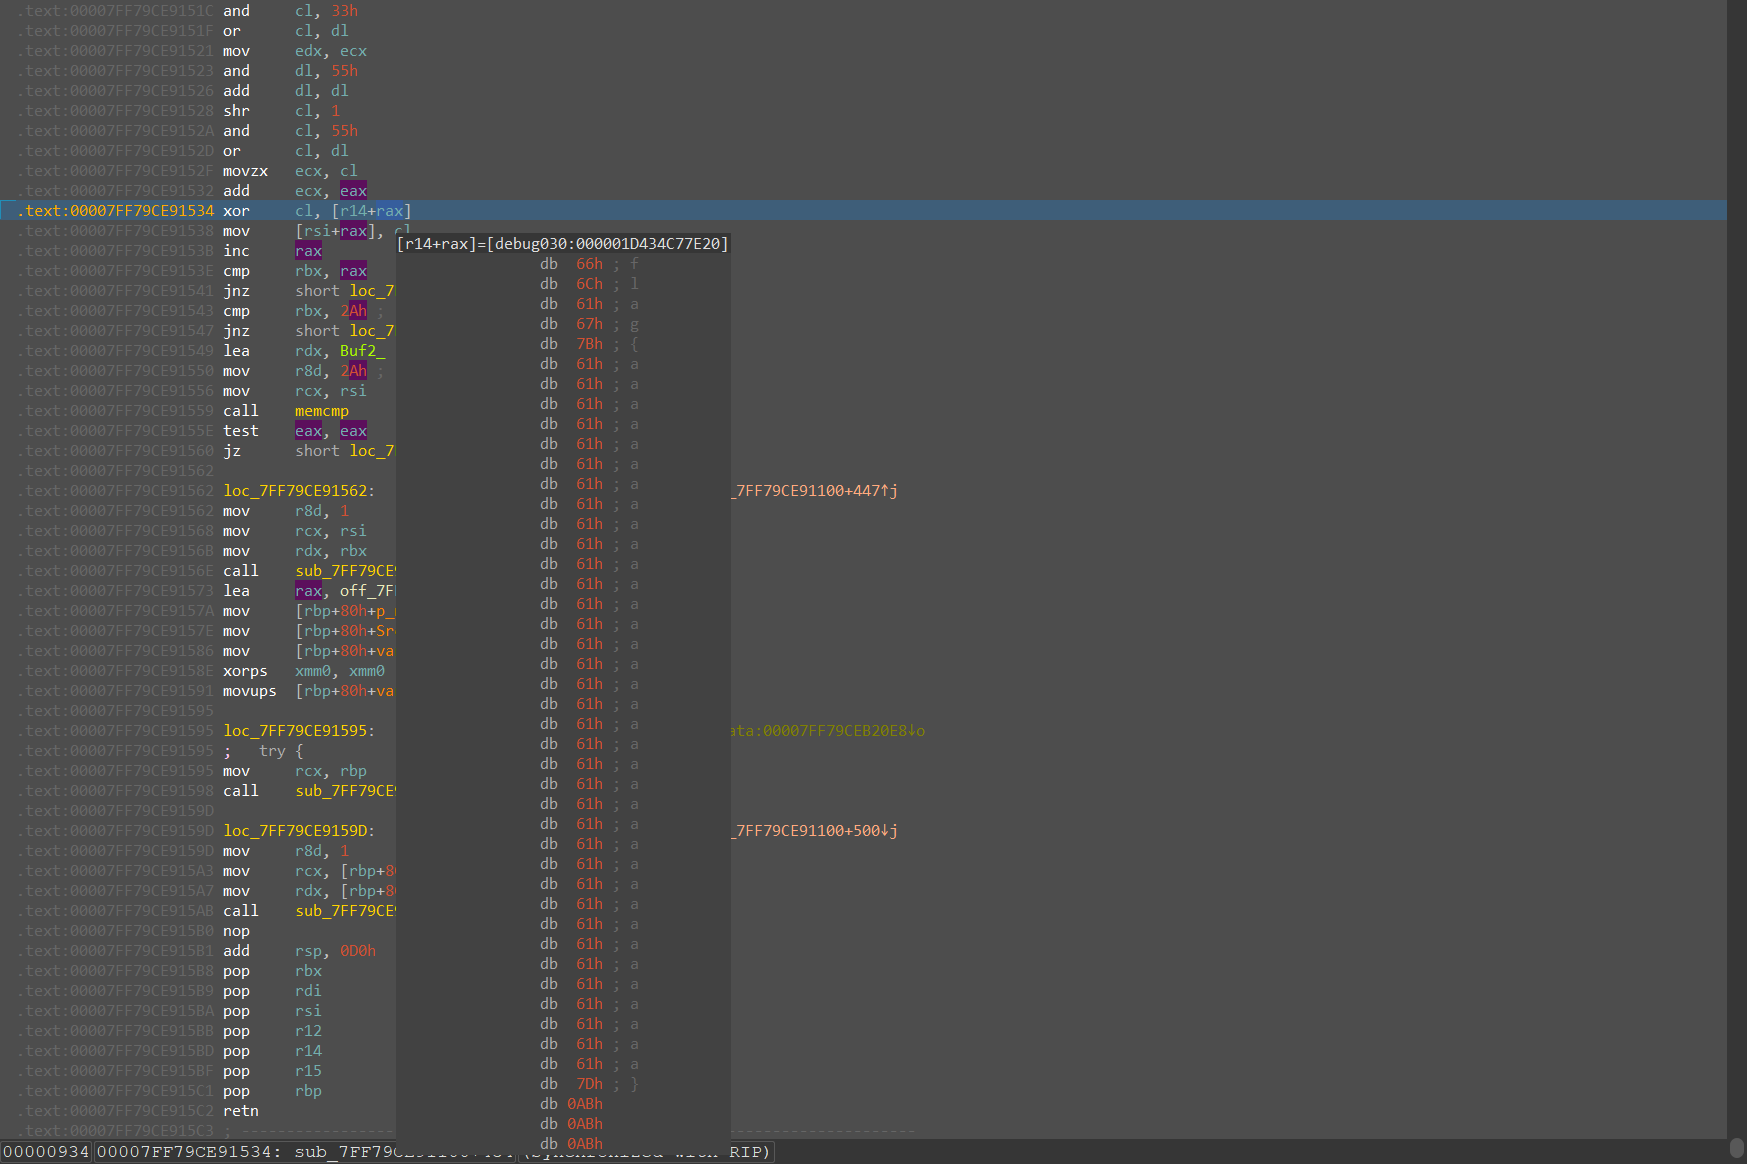 .text:00007FF79CE9151C and     cl, 33h
.text:00007FF79CE9151F or      cl, dl
.text:00007FF79CE91521 mov     edx, ecx
.text:00007FF79CE91523 and     dl, 55h
.text:00007FF79CE91526 add     dl, dl
.text:00007FF79CE91528 shr     cl, 1
.text:00007FF79CE9152A and     cl, 55h
.text:00007FF79CE9152D or      cl, dl
.text:00007FF79CE9152F movzx   ecx, cl
.text:00007FF79CE91532 add     ecx, eax
.text:00007FF79CE91534 xor     cl, [r14+rax]
.text:00007FF79CE91538 mov     [rsi+rax], cl
[r14+rax]=[debug030:000001D434C77E20]
.text:00007FF79CE9153B inc     rax
db 66h ; f
.text:00007FF79CE9153E cmp     rbx, rax
db 6Ch ; l
.text:00007FF79CE91541 jnz     short loc_7
db 61h ; a
.text:00007FF79CE91543 cmp     rbx, 2Ah ;
db 67h ; g
.text:00007FF79CE91547 jnz     short loc_7
db 7Bh ; {
.text:00007FF79CE91549 lea     rdx, Buf2_
db 61h ; a
.text:00007FF79CE91550 mov     r8d, 2Ah ;
db 61h ; a
.text:00007FF79CE91556 mov     rcx, rsi
db 61h ; a
.text:00007FF79CE91559 call    memcmp
db 61h ; a
.text:00007FF79CE9155E test    eax, eax
db 61h ; a
.text:00007FF79CE91560 jz      short loc_7
db 61h ; a
.text:00007FF79CE91562
db 61h ; a
.text:00007FF79CE91562 loc_7FF79CE91562:
_7FF79CE91100+447↑j
db 61h ; a
.text:00007FF79CE91562 mov     r8d, 1
db 61h ; a
.text:00007FF79CE91568 mov     rcx, rsi
db 61h ; a
.text:00007FF79CE9156B mov     rdx, rbx
db 61h ; a
.text:00007FF79CE9156E call    sub_7FF79CE9
db 61h ; a
.text:00007FF79CE91573 lea     rax, off_7F
db 61h ; a
.text:00007FF79CE9157A mov     [rbp+80h+p_
db 61h ; a
.text:00007FF79CE9157E mov     [rbp+80h+Sr
db 61h ; a
.text:00007FF79CE91586 mov     [rbp+80h+va
db 61h ; a
.text:00007FF79CE9158E xorps   xmm0, xmm0
db 61h ; a
.text:00007FF79CE91591 movups  [rbp+80h+va
db 61h ; a
.text:00007FF79CE91595
db 61h ; a
.text:00007FF79CE91595 loc_7FF79CE91595:
ata:00007FF79CEB20E8↓o
db 61h ; a
.text:00007FF79CE91595 ;   try {
db 61h ; a
.text:00007FF79CE91595 mov     rcx, rbp
db 61h ; a
.text:00007FF79CE91598 call    sub_7FF79CE9
db 61h ; a
.text:00007FF79CE9159D
db 61h ; a
.text:00007FF79CE9159D loc_7FF79CE9159D:
_7FF79CE91100+500↓j
db 61h ; a
.text:00007FF79CE9159D mov     r8d, 1
db 61h ; a
.text:00007FF79CE915A3 mov     rcx, [rbp+8
db 61h ; a
.text:00007FF79CE915A7 mov     rdx, [rbp+8
db 61h ; a
.text:00007FF79CE915AB call    sub_7FF79CE9
db 61h ; a
.text:00007FF79CE915B0 nop
db 61h ; a
.text:00007FF79CE915B1 add     rsp, 0D0h
db 61h ; a
.text:00007FF79CE915B8 pop     rbx
db 61h ; a
.text:00007FF79CE915B9 pop     rdi
db 61h ; a
.text:00007FF79CE915BA pop     rsi
db 61h ; a
.text:00007FF79CE915BB pop     r12
db 61h ; a
.text:00007FF79CE915BD pop     r14
db 61h ; a
.text:00007FF79CE915BF pop     r15
db 61h ; a
.text:00007FF79CE915C1 pop     rbp
db 7Dh ; }
.text:00007FF79CE915C2 retn
db 0ABh
.text:00007FF79CE915C3 ; ---------------------------------------------------------------------------
db 0ABh
db 0ABh
00000934 00007FF79CE91534: sub_7FF79CE91100+434 (Synchronized with RIP)